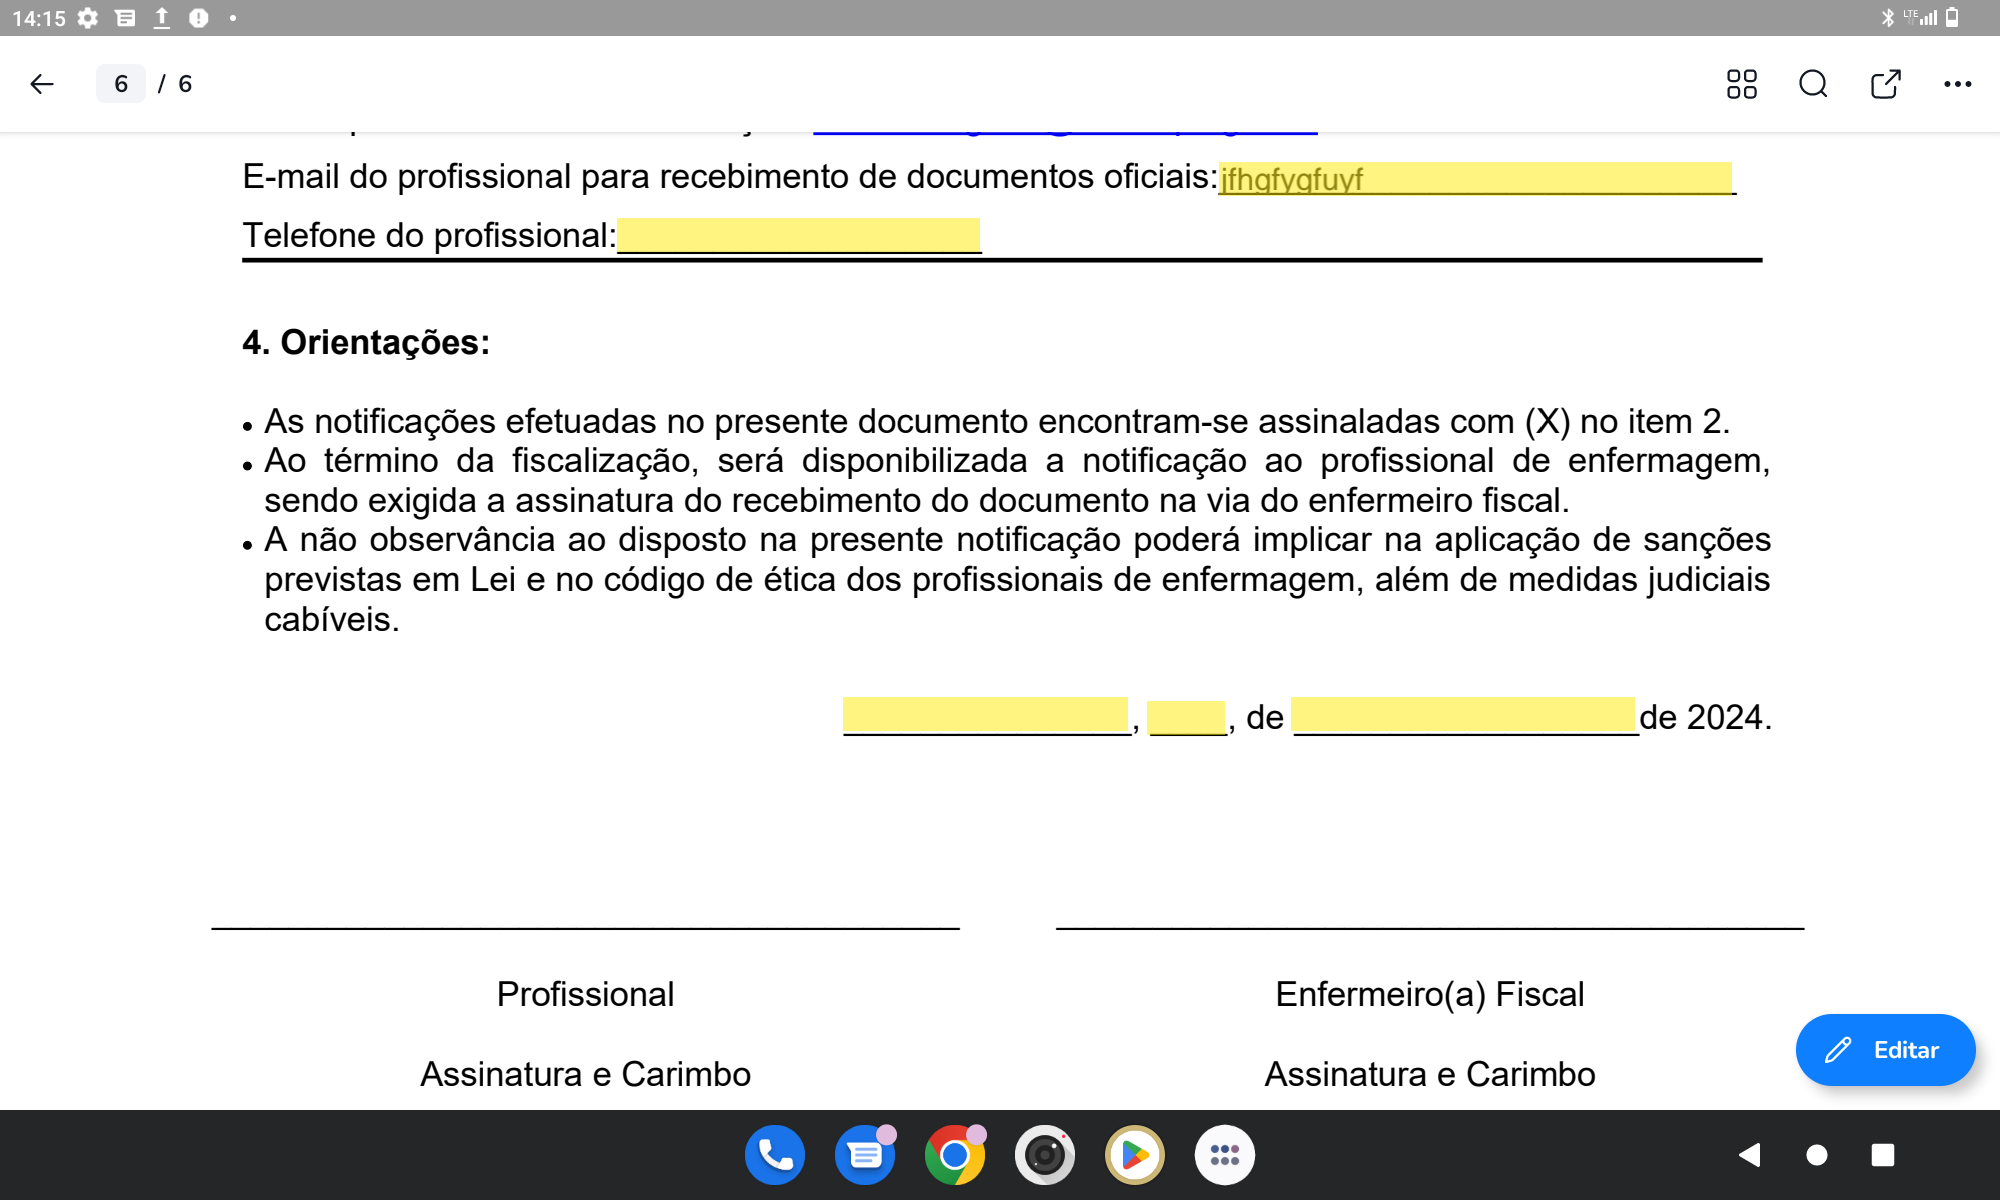 14:15
LTE
6 / 6
E-mail do profissional para recebimento de documentos oficiais:jfhgfygfuyf
Telefone do profissional:
4. Orientações:
• As notificações efetuadas no presente documento encontram-se assinaladas com (X) no item 2.
• Ao término da fiscalização, será disponibilizada a notificação ao profissional de enfermagem,
sendo exigida a assinatura do recebimento do documento na via do enfermeiro fiscal.
• A não observância ao disposto na presente notificação poderá implicar na aplicação de sanções
previstas em Lei e no código de ética dos profissionais de enfermagem, além de medidas judiciais
cabíveis.
, , de de 2024.
Profissional
Enfermeiro(a) Fiscal
Assinatura e Carimbo
Assinatura e Carimbo
Editar